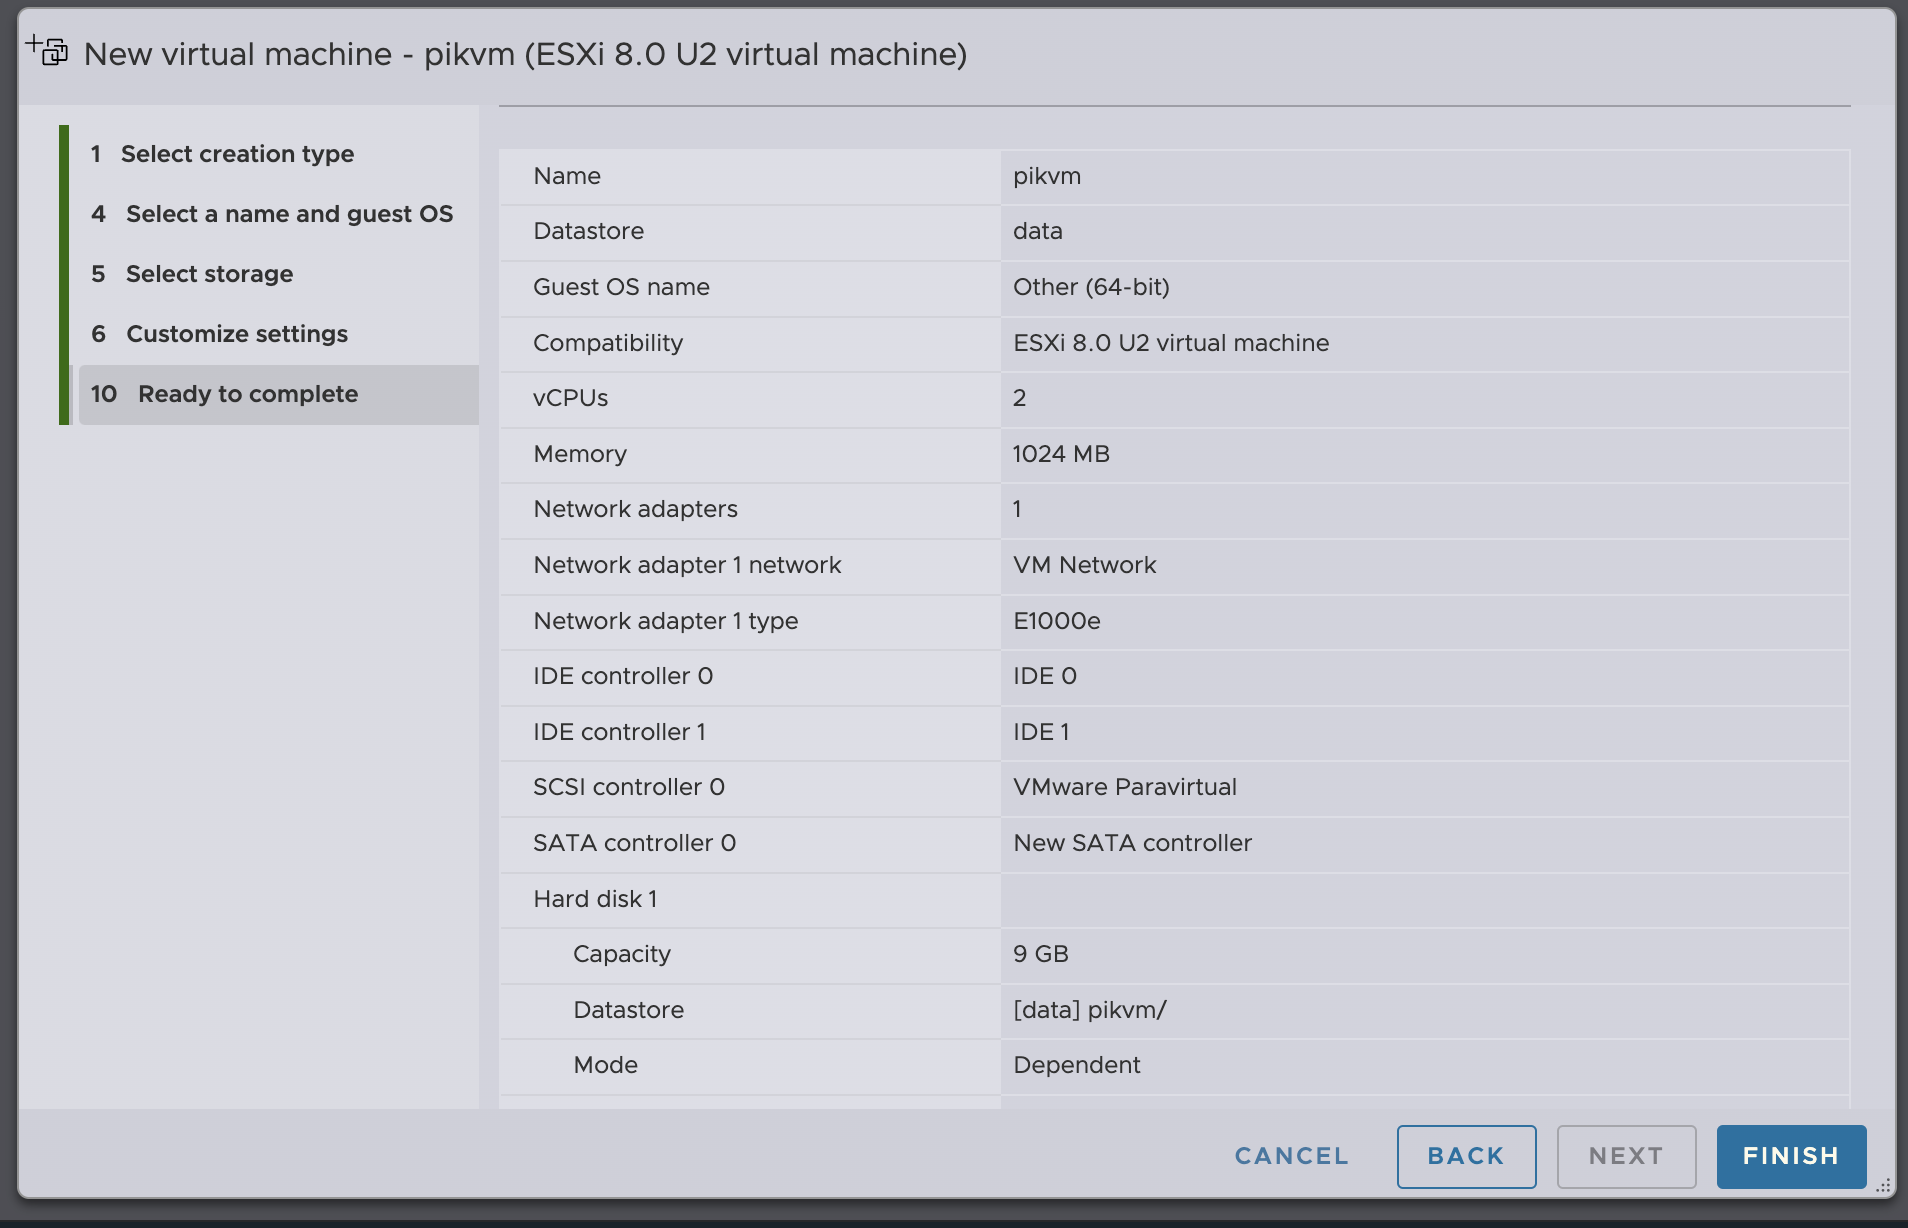 New virtual machine - pikvm (ESXi 8.0 U2 virtual machine)
1 Select creation type
4 Select a name and guest OS
5 Select storage
6 Customize settings
10 Ready to complete
Name pikvm
Datastore data
Guest OS name Other (64-bit)
Compatibility ESXi 8.0 U2 virtual machine
vCPUs 2
Memory 1024 MB
Network adapters 1
Network adapter 1 network VM Network
Network adapter 1 type E1000e
IDE controller 0 IDE 0
IDE controller 1 IDE 1
SCSI controller 0 VMware Paravirtual
SATA controller 0 New SATA controller
Hard disk 1
Capacity 9 GB
Datastore [data] pikvm/
Mode Dependent
CANCEL BACK NEXT FINISH